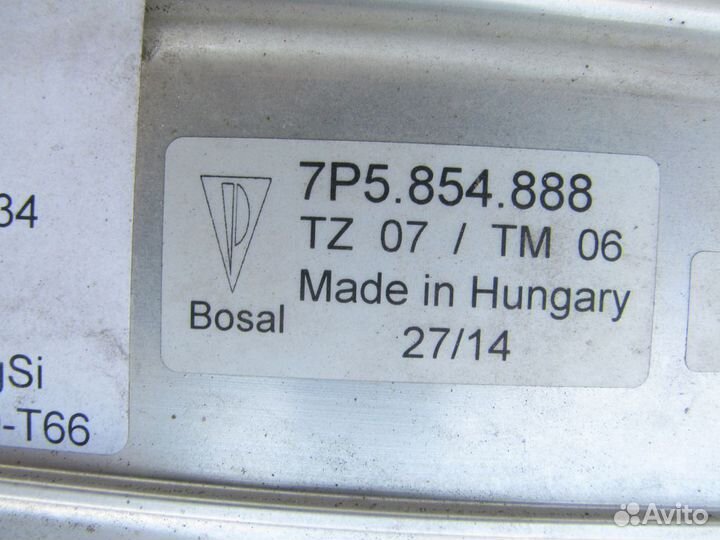 34
gSi
-T66
7P5.854.888
TZ 07 / TM 06
Made in Hungary
Bosal
27/14
Avito